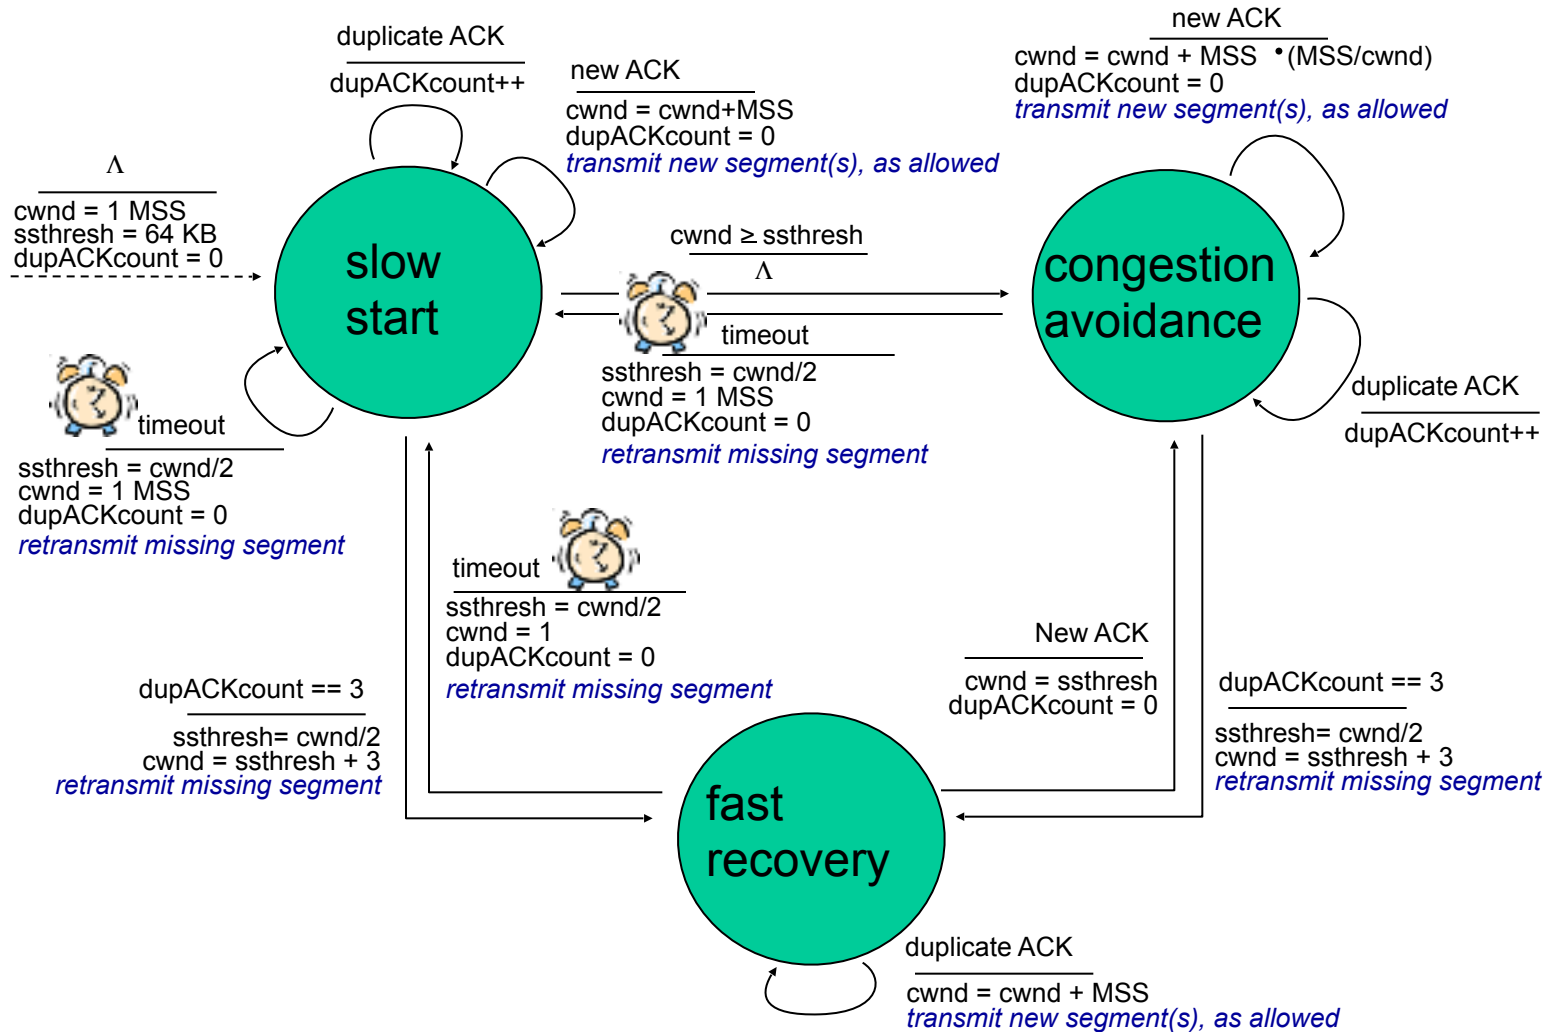 duplicate ACK
dupACKcount++
new ACK
cwnd = cwnd+MSS
dupACKcount = 0
transmit new segment(s), as allowed
new ACK
cwnd = cwnd + MSS • (MSS/cwnd)
dupACKcount = 0
transmit new segment(s), as allowed
Λ
cwnd = 1 MSS
ssthresh = 64 KB
dupACKcount = 0
slow
start
cwnd ≥ ssthresh
Λ
congestion
avoidance
timeout
ssthresh = cwnd/2
cwnd = 1 MSS
dupACKcount = 0
retransmit missing segment
duplicate ACK
dupACKcount++
timeout
ssthresh = cwnd/2
cwnd = 1 MSS
dupACKcount = 0
retransmit missing segment
timeout
ssthresh = cwnd/2
cwnd = 1
dupACKcount = 0
retransmit missing segment
New ACK
cwnd = ssthresh
dupACKcount = 0
dupACKcount == 3
ssthresh= cwnd/2
cwnd = ssthresh + 3
retransmit missing segment
dupACKcount == 3
ssthresh= cwnd/2
cwnd = ssthresh + 3
retransmit missing segment
fast
recovery
duplicate ACK
cwnd = cwnd + MSS
transmit new segment(s), as allowed